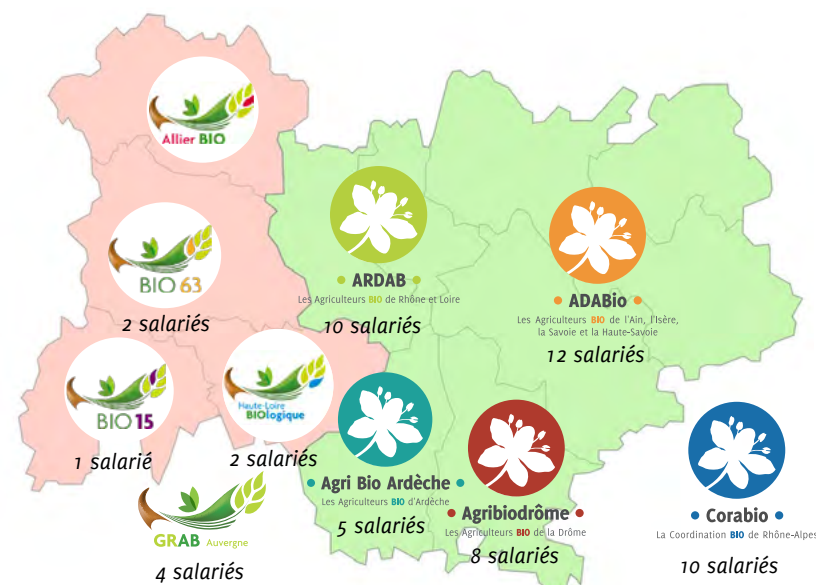 Allier BIO
BIO 63
2 salariés
ARDAB
Les Agriculteurs BIO de Rhône et Loire
10 salariés
ADABio
Les Agriculteurs BIO de l'Ain, l'Isère,
la Savoie et la Haute-Savoie
12 salariés
BIO 15
1 salarié
Haute-Loire
BIOlogique
2 salariés
Agri Bio Ardèche
Les Agriculteurs BIO d'Ardèche
5 salariés
Agribiodrôme
Les Agriculteurs BIO de la Drôme
8 salariés
Corabio
La Coordination BIO de Rhône-Alpes
10 salariés
GRAB Auvergne
4 salariés